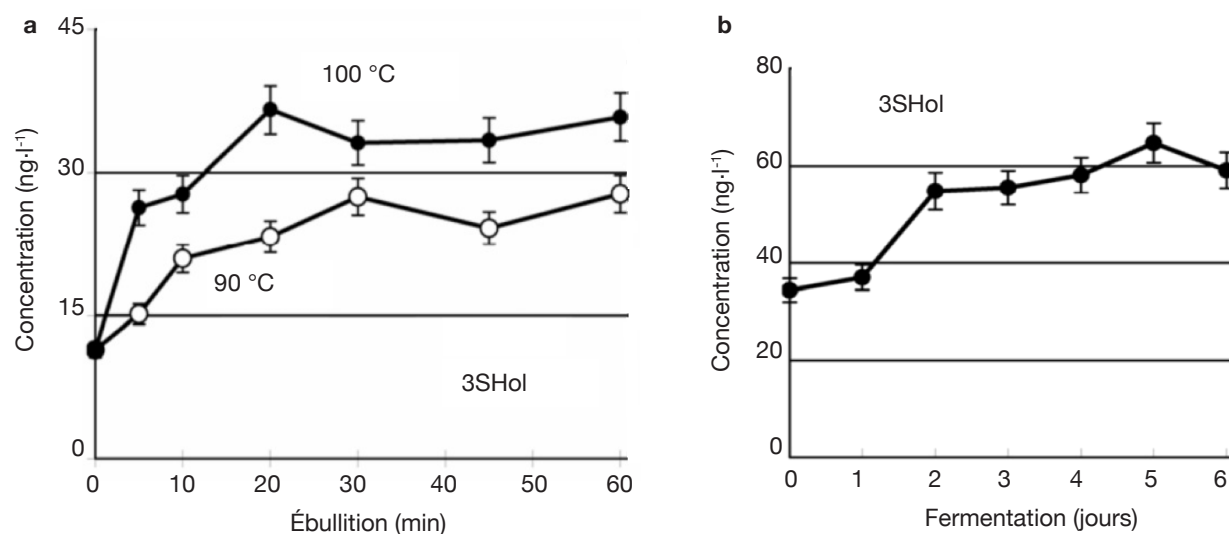 a
45
30
15
0
Concentration (ng·l⁻¹)
100 °C
90 °C
3SHol
0 10 20 30 40 50 60
Ébullition (min)
b
80
60
40
20
0
Concentration (ng·l⁻¹)
3SHol
0 1 2 3 4 5 6
Fermentation (jours)